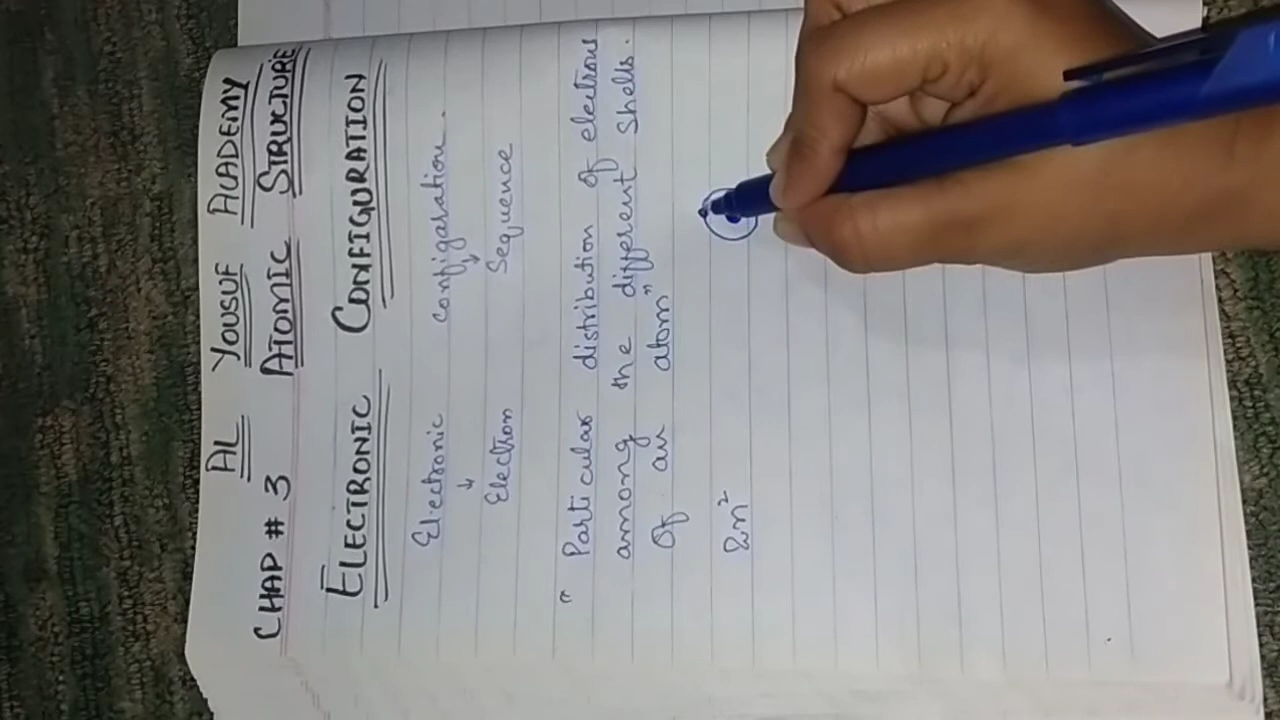 AL YOUSUF ACADEMY
CHAP # 3 ATOMIC STRUCTURE
ELECTRONIC CONFIGURATION
Electronic configaration.
↓ ↓
Electron Sequence
" Particular distribution of electrons
among the different shells.
Of an atom"
2n²